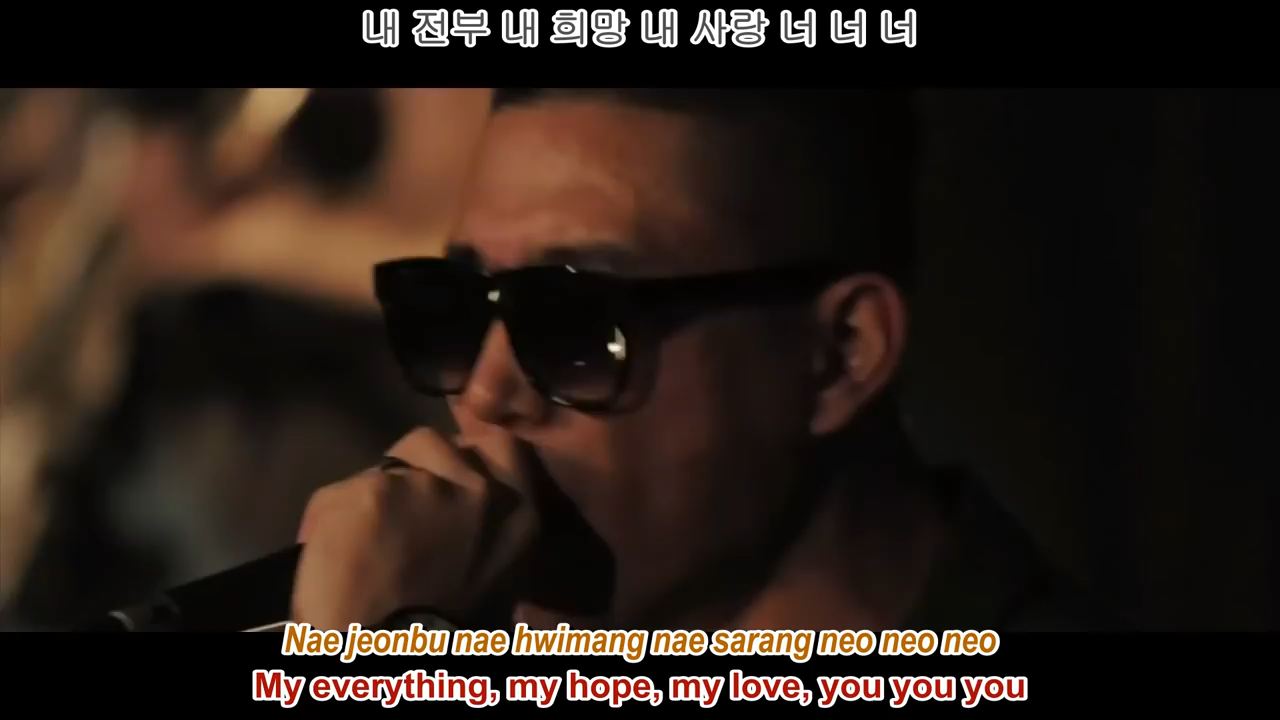 내 전부 내 희망 내 사랑 너 너 너
Nae jeonbu nae hwimang nae sarang neo neo neo
My everything, my hope, my love, you you you